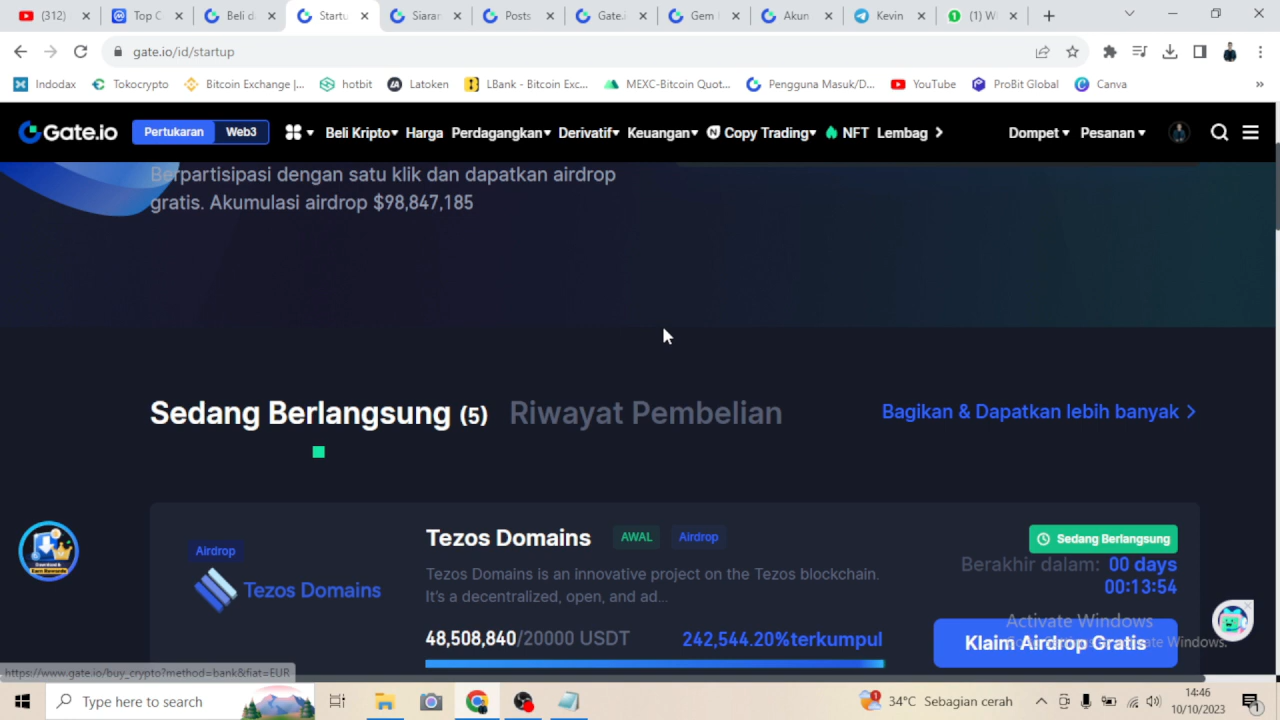 (312)
Top C
Beli di
Startu
Siaran
Posts
Gate.i
Gem
Akun
Kevin
(1) W
gate.io/id/startup
Indodax
Tokocrypto
Bitcoin Exchange |...
hotbit
Latoken
LBank - Bitcoin Exc...
MEXC-Bitcoin Quot...
Pengguna Masuk/D...
YouTube
ProBit Global
Canva
»
Gate.io
Pertukaran
Web3
Beli Kripto
Harga
Perdagangan
Derivatif
Keuangan
Copy Trading
NFT
Lembag
Dompet
Pesanan
Berpartisipasi dengan satu klik dan dapatkan airdrop
gratis. Akumulasi airdrop $98,847,185
Sedang Berlangsung (5)
Riwayat Pembelian
Bagikan & Dapatkan lebih banyak
Airdrop
Tezos Domains
Tezos Domains
AWAL
Airdrop
Sedang Berlangsung
Tezos Domains is an innovative project on the Tezos blockchain.
It's a decentralized, open, and ad...
Berakhir dalam: 00 days
00:13:54
48,508,840/20000 USDT
242,544.20%terkumpul
Activate Windows
Klaim Airdrop Gratis
Windows.
https://www.gate.io/buy_crypto?method=bank&fiat=EUR
Type here to search
34°C Sebagian cerah
14:46
10/10/2023